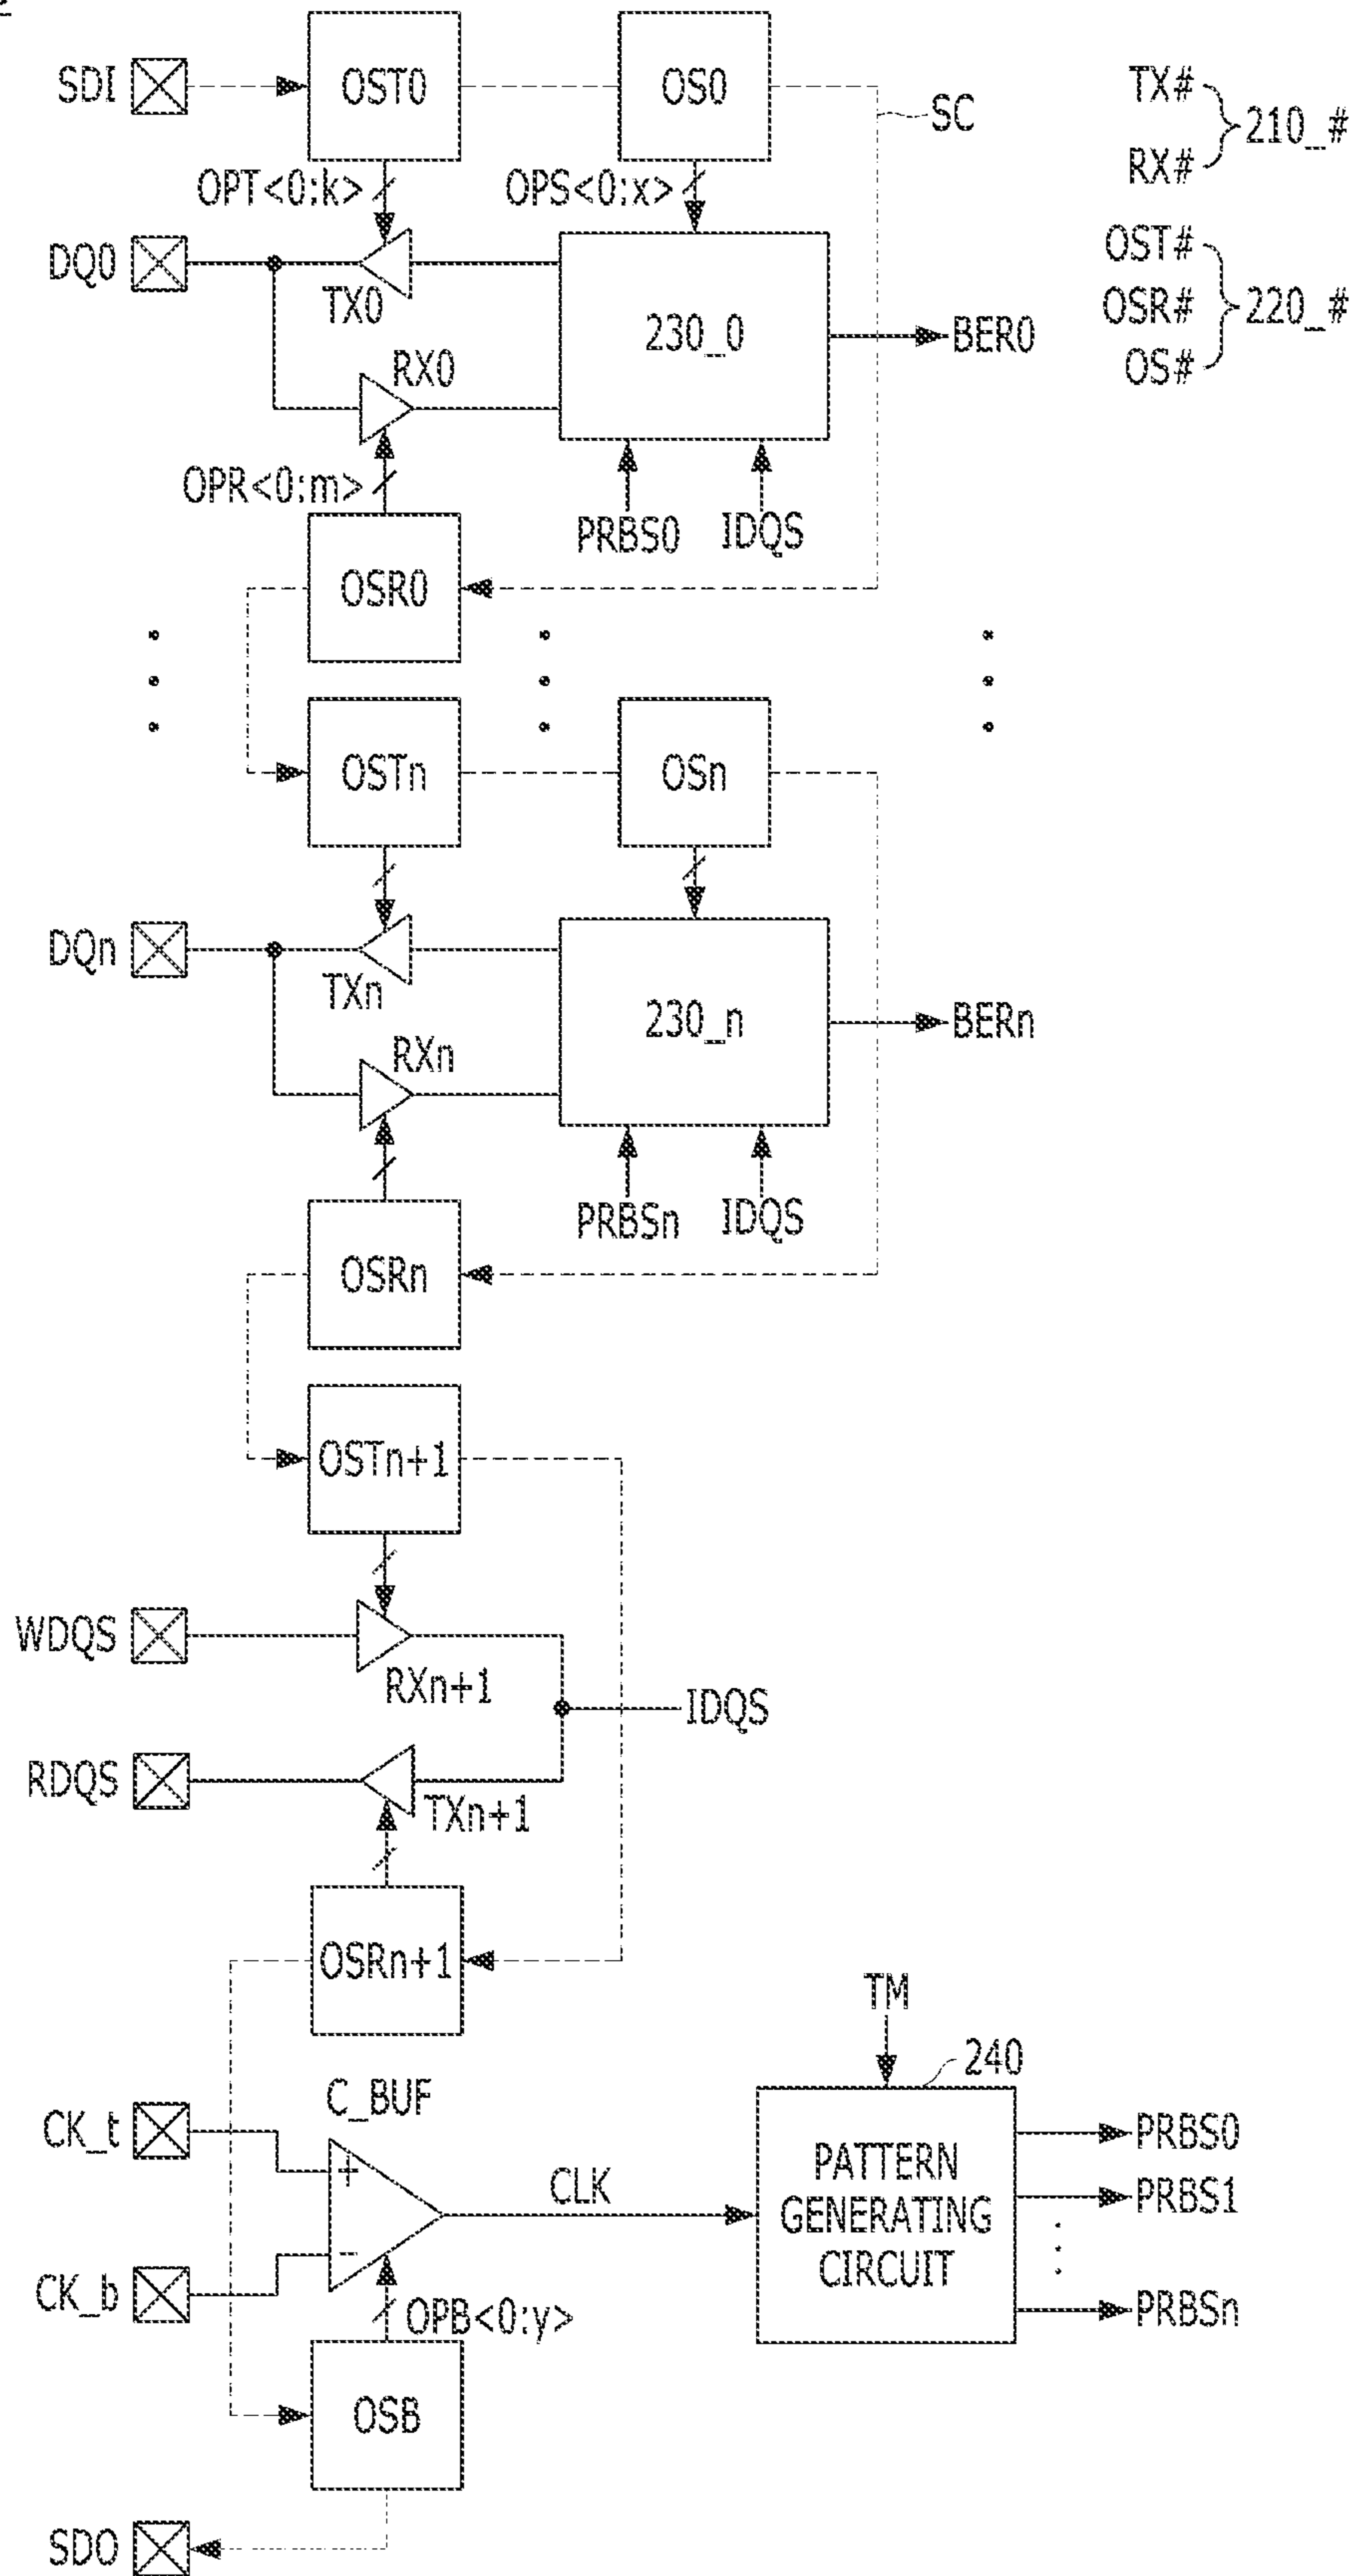 SDI
OST0
OS0
SC
TX#
RX#
210_#
OPT<0:k>
OPS<0:x>
OST#
OSR#
OS#
220_#
DQ0
TX0
230_0
BER0
RX0
OPR<0:m>
PRBS0
IDQS
OSR0
OSTn
OSn
DQn
TXn
230_n
BERn
RXn
PRBSn
IDQS
OSRn
OSTn+1
WDQS
RXn+1
IDQS
RDQS
TXn+1
OSRn+1
TM
240
C_BUF
CK_t
+
CLK
PATTERN
GENERATING
CIRCUIT
PRBS0
PRBS1
PRBSn
CK_b
-
OPB<0:y>
OSB
SDO